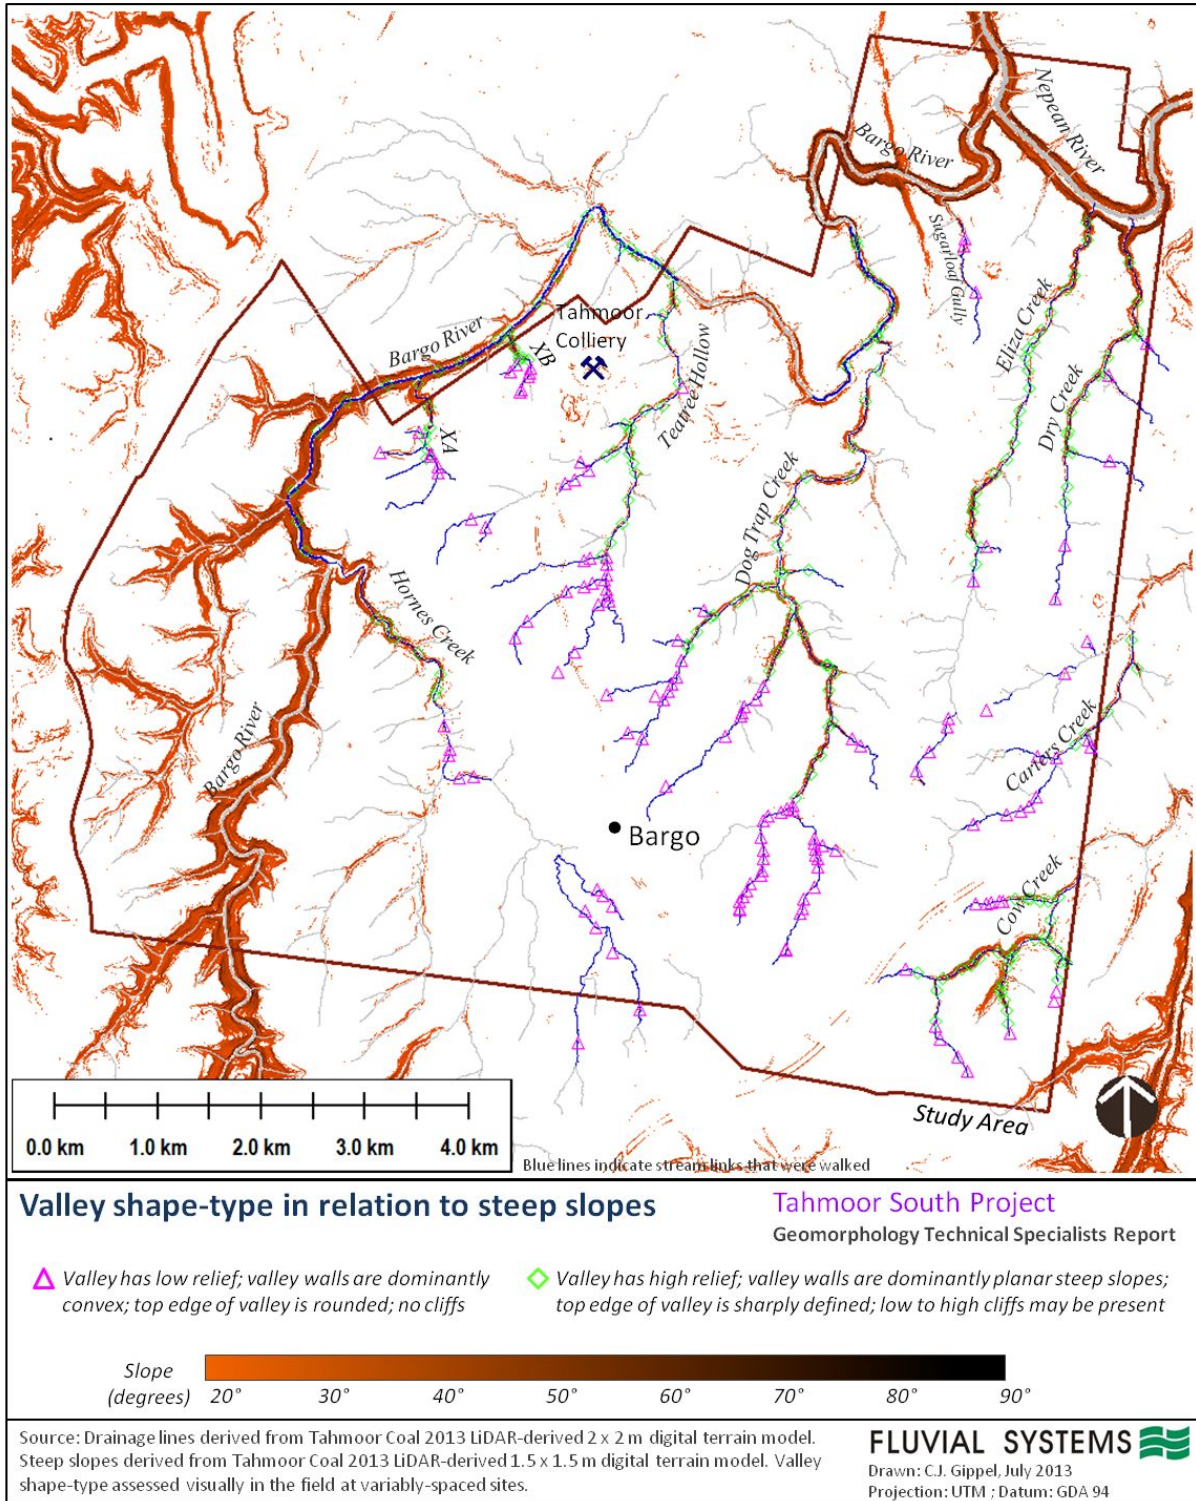 Nepean River
Bargo River
Sugarloaf Gully
Eliza Creek
Tahmoor
Colliery
Bargo River
XB
Teatree Hollow
Dry Creek
XA
Dog Trap Creek
Hornes Creek
Bargo River
Carters Creek
Bargo
Cow Creek
Study Area
0.0 km 1.0 km 2.0 km 3.0 km 4.0 km
Blue lines indicate stream links that were walked
Valley shape-type in relation to steep slopes
Tahmoor South Project
Geomorphology Technical Specialists Report
Valley has low relief; valley walls are dominantly
convex; top edge of valley is rounded; no cliffs
Valley has high relief; valley walls are dominantly planar steep slopes;
top edge of valley is sharply defined; low to high cliffs may be present
Slope
(degrees)
20° 30° 40° 50° 60° 70° 80° 90°
Source: Drainage lines derived from Tahmoor Coal 2013 LiDAR-derived 2 x 2 m digital terrain model.
Steep slopes derived from Tahmoor Coal 2013 LiDAR-derived 1.5 x 1.5 m digital terrain model. Valley
shape-type assessed visually in the field at variably-spaced sites.
FLUVIAL SYSTEMS
Drawn: C.J. Gippel, July 2013
Projection: UTM ; Datum: GDA 94